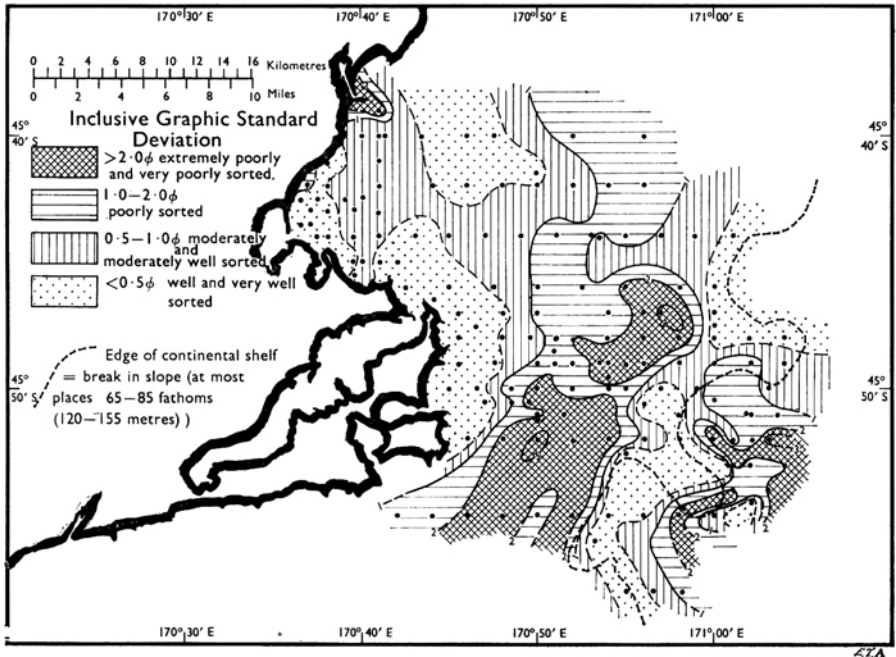 170° 30′ E 170° 40′ E 170° 50′ E 171° 00′ E
0 2 4 6 8 10 12 14 16 Kilometres
0 2 4 6 8 10 Miles
Inclusive Graphic Standard
Deviation
>2·0ϕ extremely poorly
and very poorly sorted.
1·0–2·0ϕ
poorly sorted
0·5–1·0ϕ moderately
and
moderately well sorted
<0·5ϕ well and very well
sorted
Edge of continental shelf
= break in slope (at most
places 65–85 fathoms
(120–155 metres) )
45°
40′ S
45°
40′ S
45°
50′ S
45°
50′ S
2
2
2
2
2
2
170° 30′ E 170° 40′ E 170° 50′ E 171° 00′ E